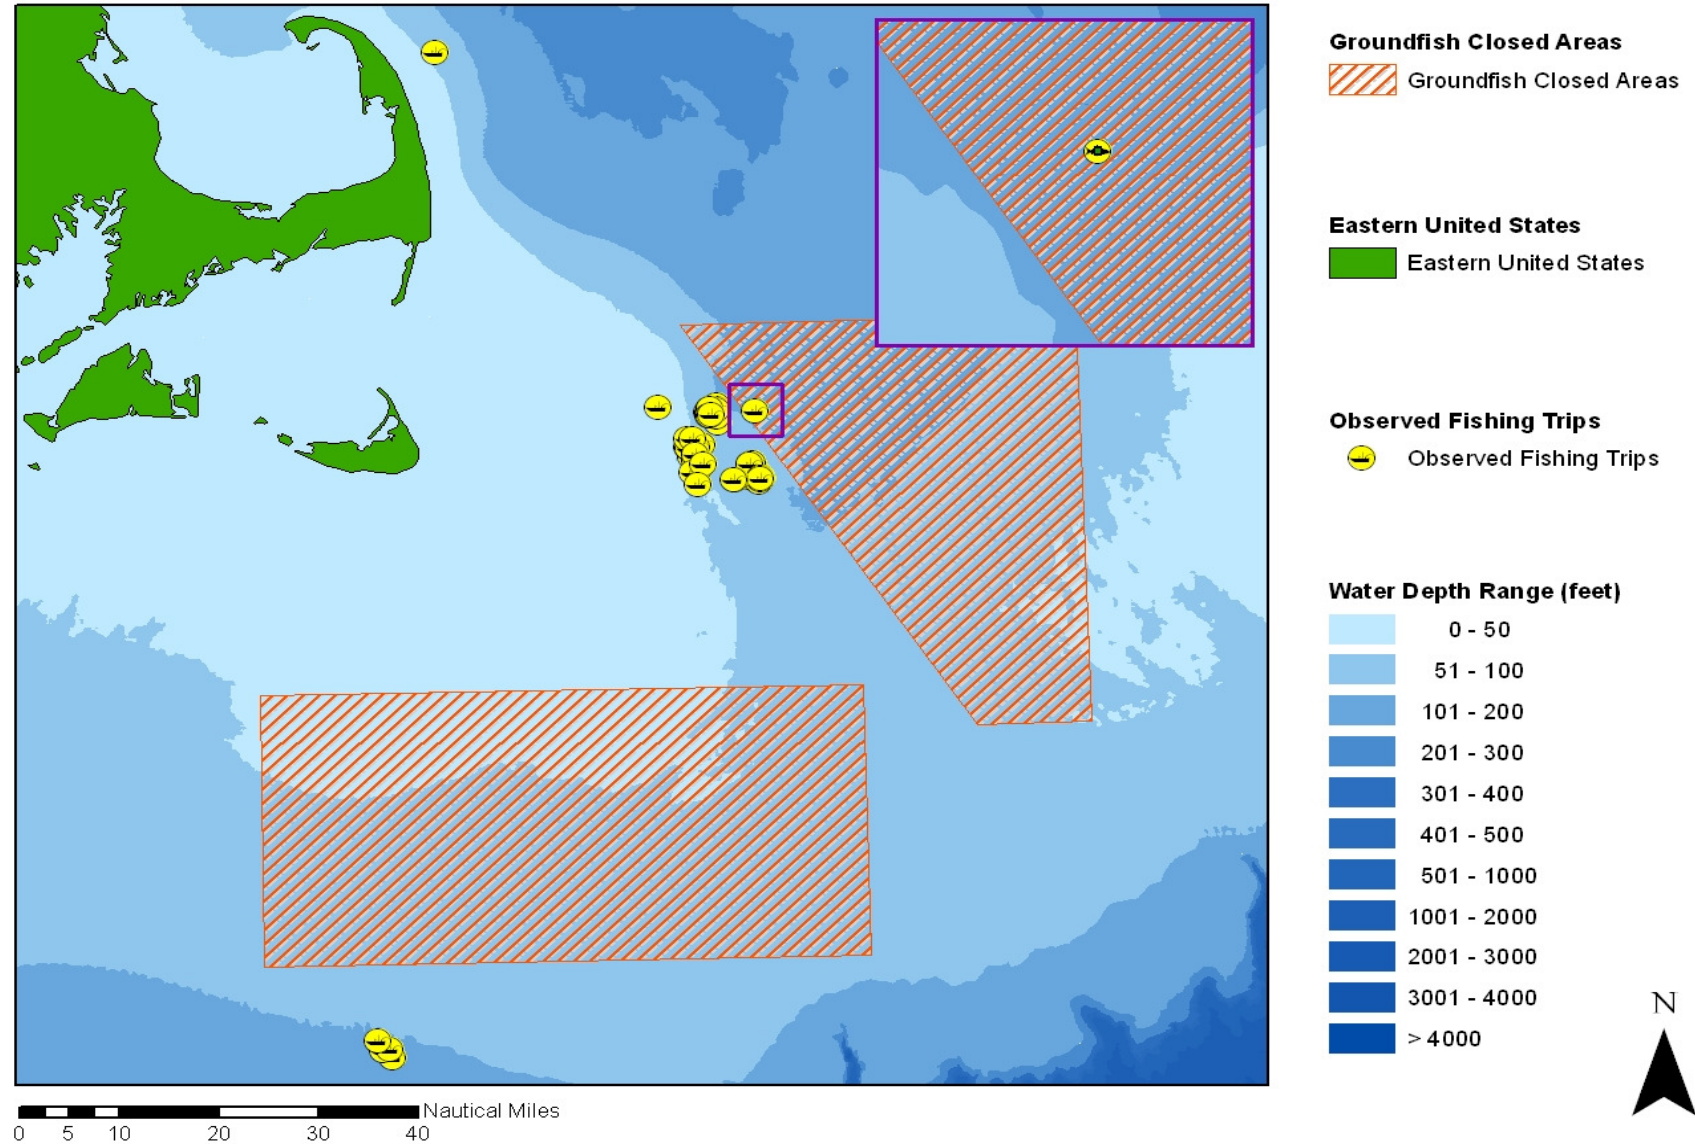 Groundfish Closed Areas
Groundfish Closed Areas
Eastern United States
Eastern United States
Observed Fishing Trips
Observed Fishing Trips
Water Depth Range (feet)
0 - 50
51 - 100
101 - 200
201 - 300
301 - 400
401 - 500
501 - 1000
1001 - 2000
2001 - 3000
3001 - 4000
> 4000
N
Nautical Miles
0 5 10 20 30 40